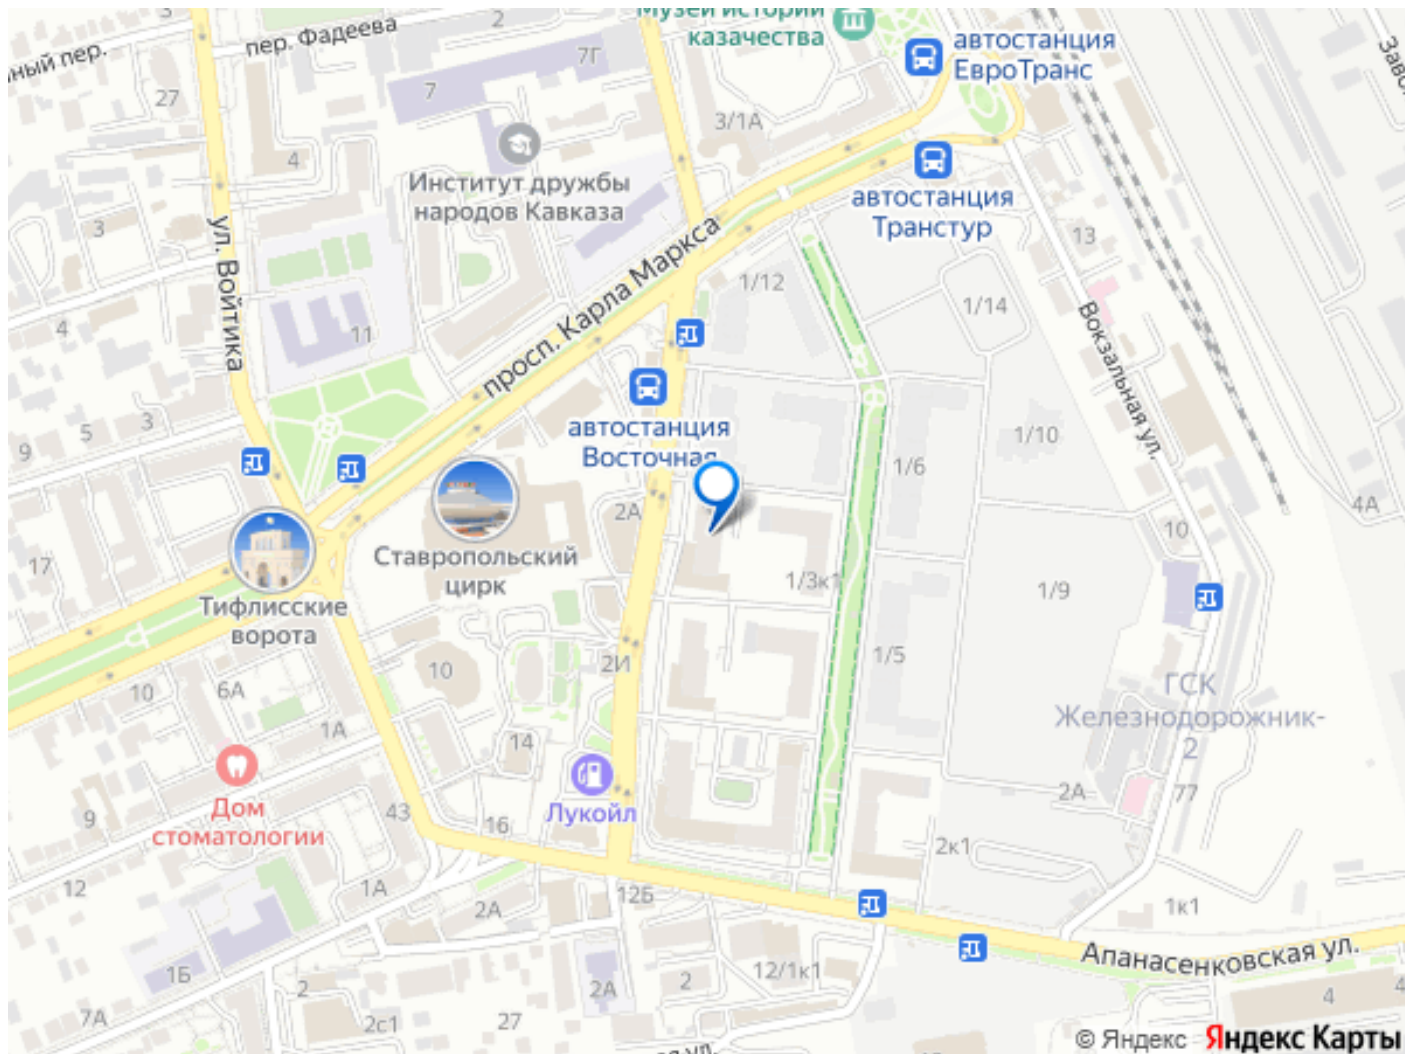 Музей истории
казачества
автостанция
ЕвроТранс
2
пер. Фадеева
7Г
ный пер.
27
7
3/1А
4
Институт дружбы
народов Кавказа
автостанция
Транстур
3
ул. Войтика
13
просп. Карла Маркса
1/12
1/14
4
11
Вокзальная ул.
автостанция
Восточная
3
5
9
1/10
1/6
4А
2А
10
17
Ставропольский
цирк
1/3к1
1/9
Тифлисские
ворота
2И
1/5
10
6А
10
ГСК
Железнодорожник-
2
1А
14
Дом
стоматологии
Лукойл
2А
77
9
43
16
2к1
12
1А
2А
12Б
1к1
Апанасенковская ул.
1Б
2
2
12/1к1
2А
4
4
7А
2с1
27
ул.
© Яндекс Яндекс Карты